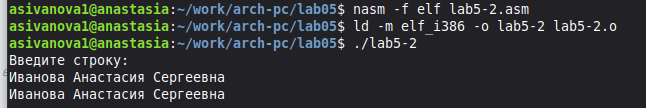 asivanova1@anastasia:~/work/arch-pc/lab05$ nasm -f elf lab5-2.asm
asivanova1@anastasia:~/work/arch-pc/lab05$ ld -m elf_i386 -o lab5-2 lab5-2.o
asivanova1@anastasia:~/work/arch-pc/lab05$ ./lab5-2
Введите строку:
Иванова Анастасия Сергеевна
Иванова Анастасия Сергеевна